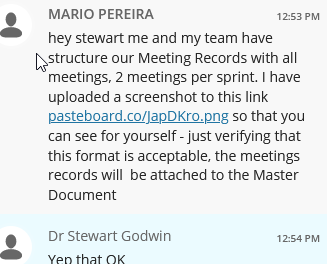 MARIO PEREIRA 12:53 PM
hey stewart me and my team have
structure our Meeting Records with all
meetings, 2 meetings per sprint. I have
uploaded a screenshot to this link
pasteboard.co/JapDKro.png so that you
can see for yourself - just verifying that
this format is acceptable, the meetings
records will be attached to the Master
Document
Dr Stewart Godwin 12:54 PM
Yep that OK